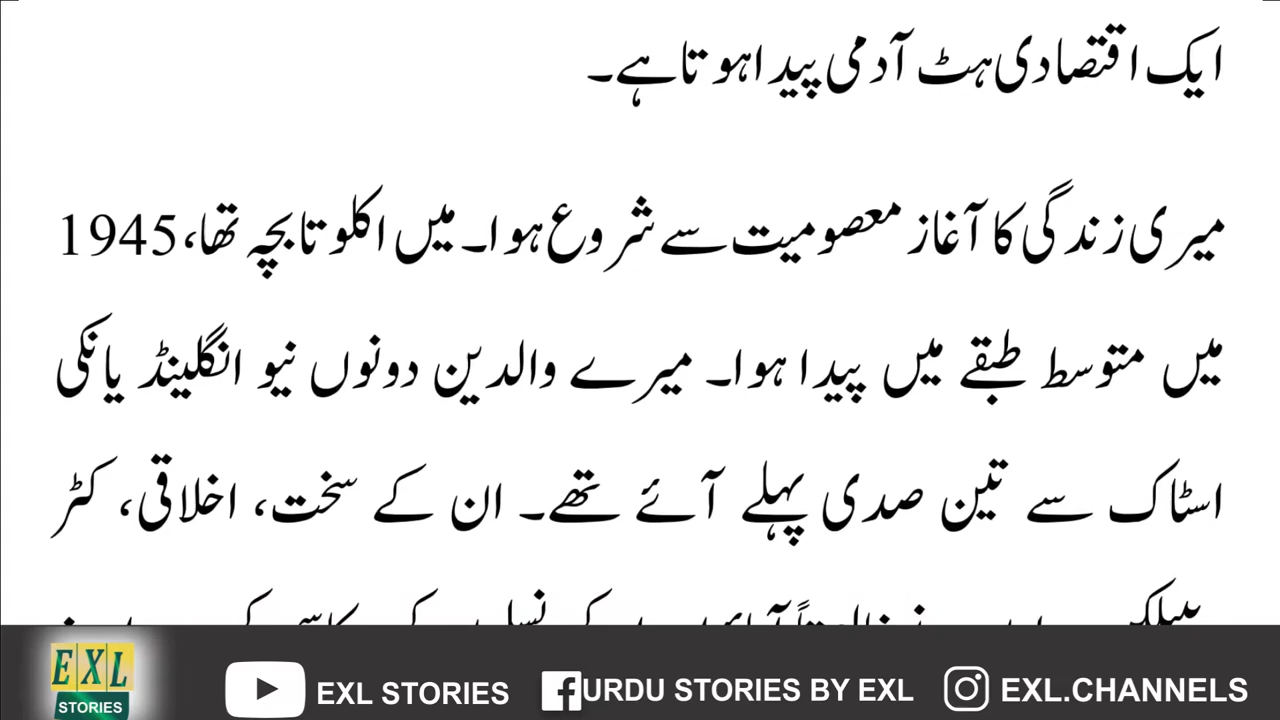 ایک اقتصادی ہٹ آدمی پیدا ہوتا ہے۔
میری زندگی کا آغاز معصومیت سے شروع ہوا۔ میں اکلوتا بچہ تھا، 1945
میں متوسط طبقے میں پیدا ہوا۔ میرے والدین دونوں نیو انگلینڈ یانکی
اسٹاک سے تین صدی پہلے آئے تھے۔ ان کے سخت، اخلاقی، کٹر
EXL STORIES
EXL STORIES
URDU STORIES BY EXL
EXL.CHANNELS